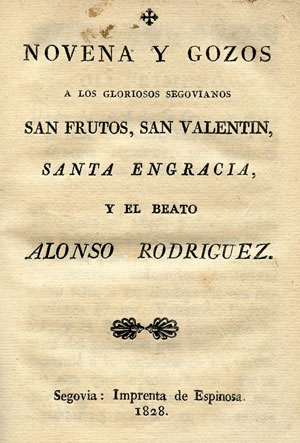 NOVENA Y GOZOS
A LOS GLORIOSOS SEGOVIANOS
SAN FRUTOS, SAN VALENTIN,
SANTA ENGRACIA,
Y EL BEATO
ALONSO RODRIGUEZ.
Segovia: Imprenta de Espinosa.
1828.